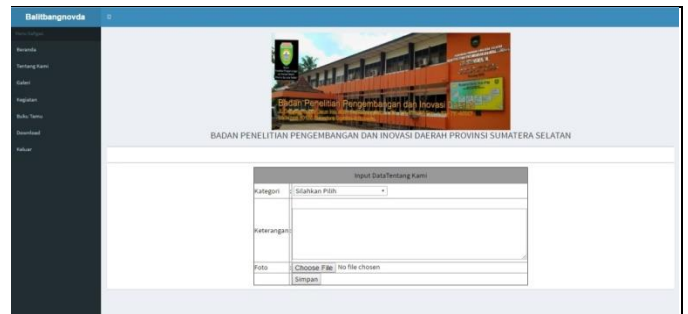 Balitbangnovda
Beranda
Tentang Kami
Galeri
Kegiatan
Buku Tamu
Download
Keluar
Badan Penelitian Pengembangan dan Inovasi
BADAN PENELITIAN PENGEMBANGAN DAN INOVASI DAERAH PROVINSI SUMATERA SELATAN
Input DataTentang Kami
Kategori : Silahkan Pilih
Keterangan:
Foto : Choose File No file chosen
Simpan